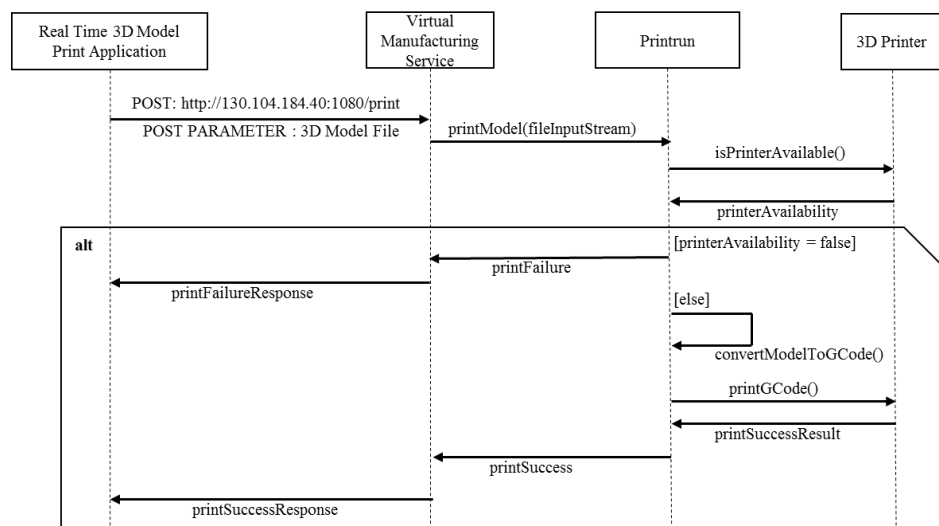 Real Time 3D Model
Print Application
Virtual
Manufacturing
Service
Printrun
3D Printer
POST: http://130.104.184.40:1080/print
POST PARAMETER : 3D Model File
printModel(fileInputStream)
isPrinterAvailable()
printerAvailability
alt
[printerAvailability = false]
printFailure
printFailureResponse
[else]
convertModelToGCode()
printGCode()
printSuccessResult
printSuccess
printSuccessResponse